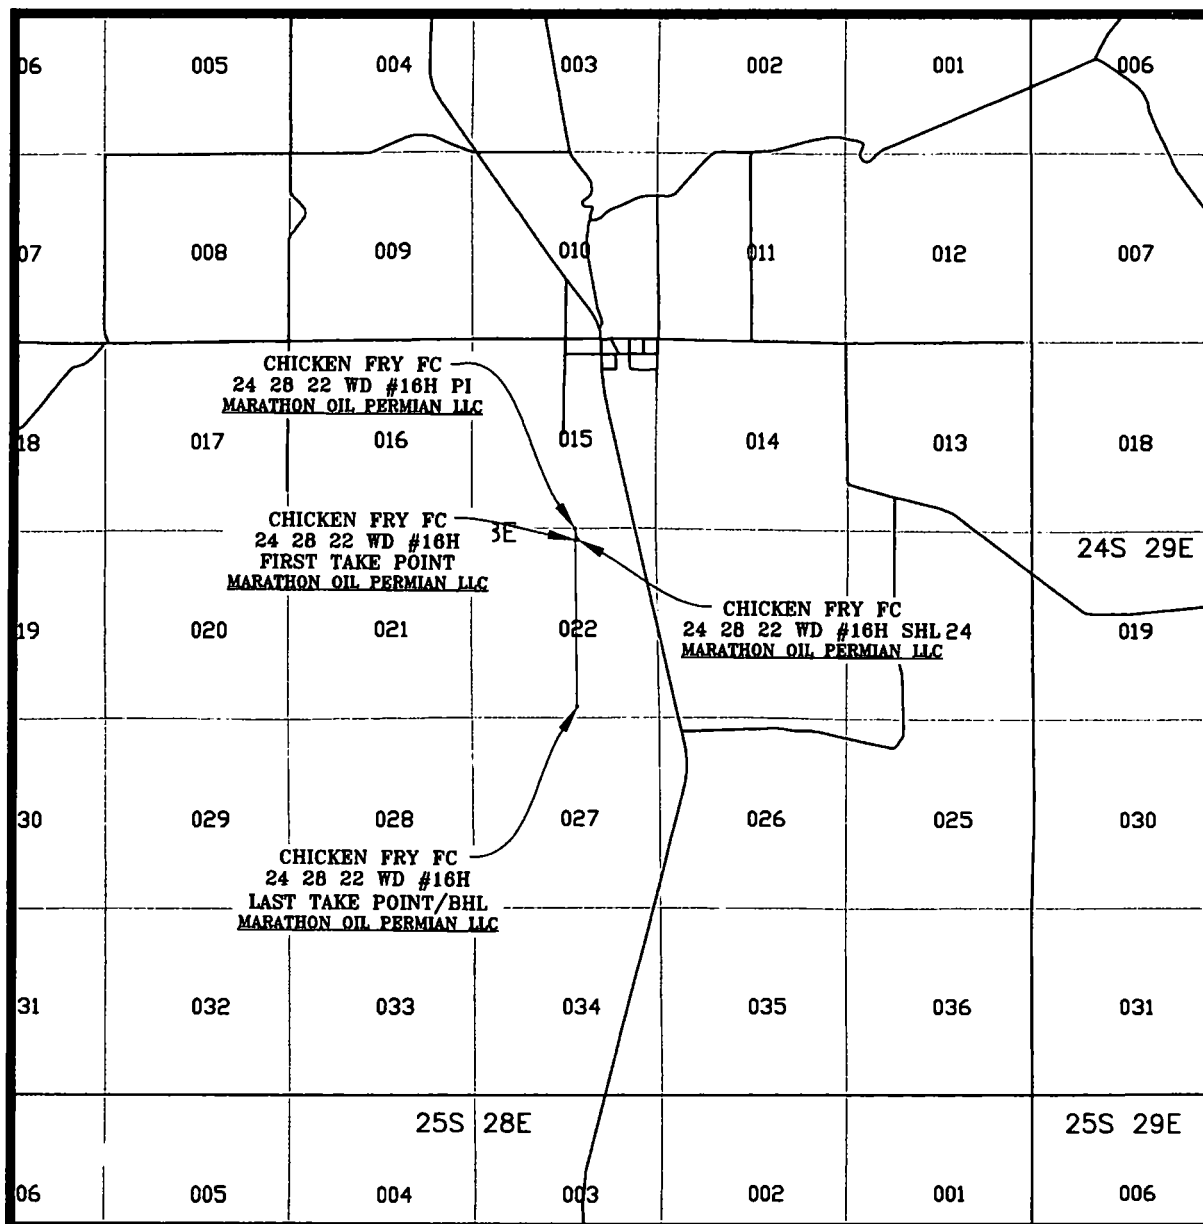 06 005 004 003 002 001 006
07 008 009 010 011 012 007
CHICKEN FRY FC
24 28 22 WD #16H PI
MARATHON OIL PERMIAN LLC
18 017 016 015 014 013 018
CHICKEN FRY FC
24 28 22 WD #16H
FIRST TAKE POINT
MARATHON OIL PERMIAN LLC
3E
24S 29E
CHICKEN FRY FC
24 28 22 WD #16H SHL
MARATHON OIL PERMIAN LLC
19 020 021 022 24 019
30 029 028 027 026 025 030
CHICKEN FRY FC
24 28 22 WD #16H
LAST TAKE POINT/BHL
MARATHON OIL PERMIAN LLC
31 032 033 034 035 036 031
25S 28E
25S 29E
06 005 004 003 002 001 006